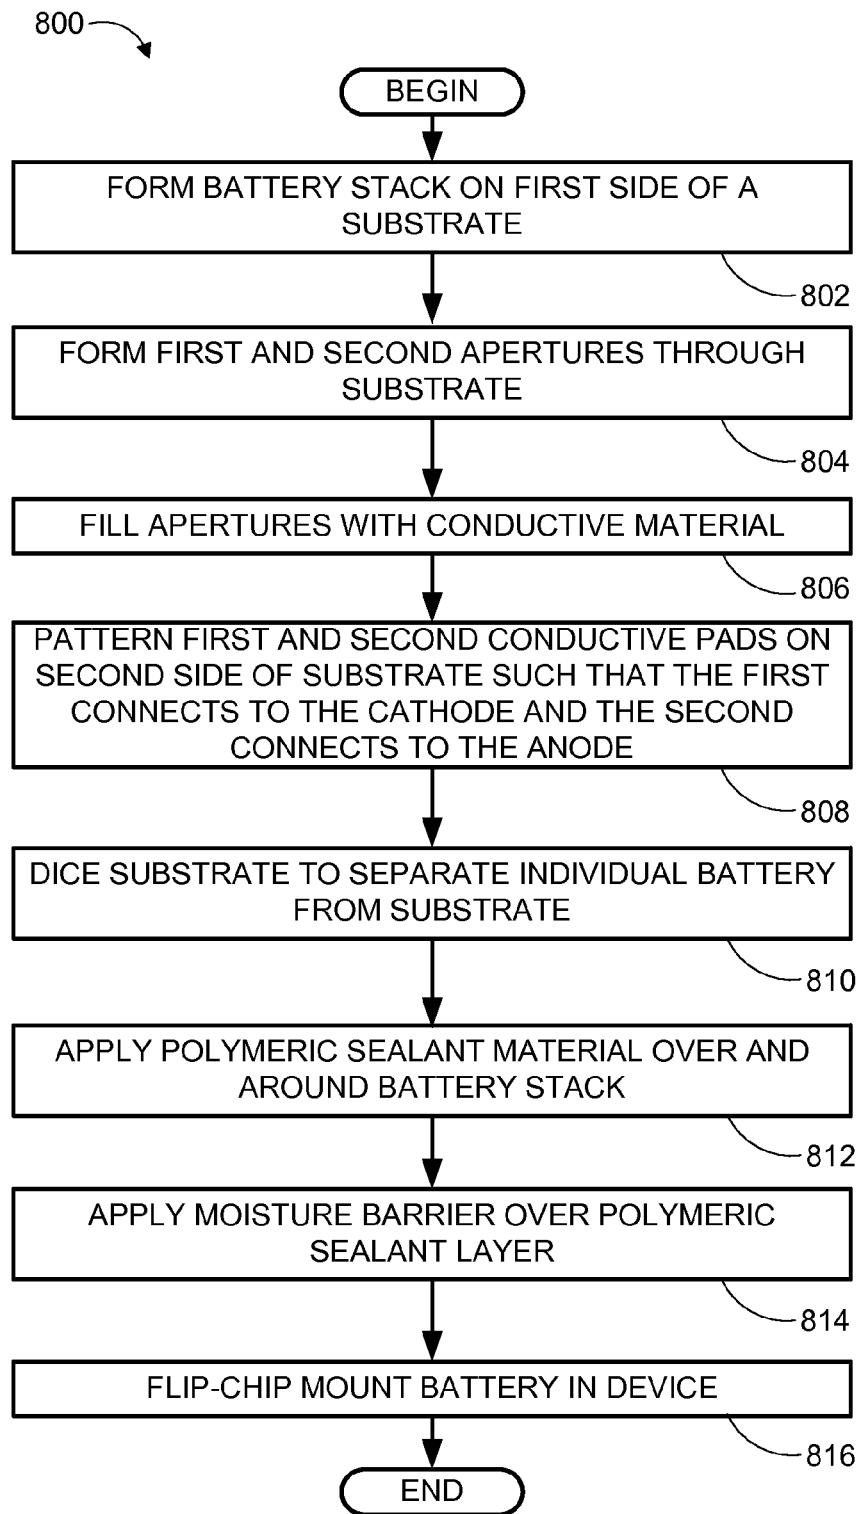 800
BEGIN
FORM BATTERY STACK ON FIRST SIDE OF A
SUBSTRATE
802
FORM FIRST AND SECOND APERTURES THROUGH
SUBSTRATE
804
FILL APERTURES WITH CONDUCTIVE MATERIAL
806
PATTERN FIRST AND SECOND CONDUCTIVE PADS ON
SECOND SIDE OF SUBSTRATE SUCH THAT THE FIRST
CONNECTS TO THE CATHODE AND THE SECOND
CONNECTS TO THE ANODE
808
DICE SUBSTRATE TO SEPARATE INDIVIDUAL BATTERY
FROM SUBSTRATE
810
APPLY POLYMERIC SEALANT MATERIAL OVER AND
AROUND BATTERY STACK
812
APPLY MOISTURE BARRIER OVER POLYMERIC
SEALANT LAYER
814
FLIP-CHIP MOUNT BATTERY IN DEVICE
816
END